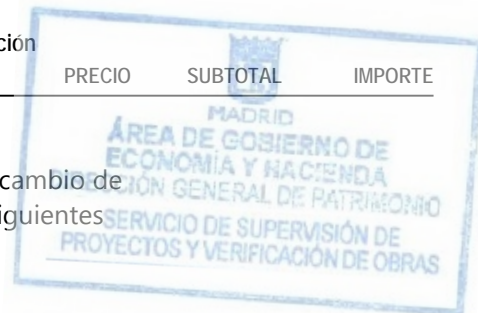 ción
PRECIO SUBTOTAL IMPORTE
MADRID
ÁREA DE GOBIERNO DE
ECONOMÍA Y HACIENDA
cambio de
DIRECCIÓN GENERAL DE PATRIMONIO
iguientes
SERVICIO DE SUPERVISIÓN DE
PROYECTOS Y VERIFICACIÓN DE OBRAS